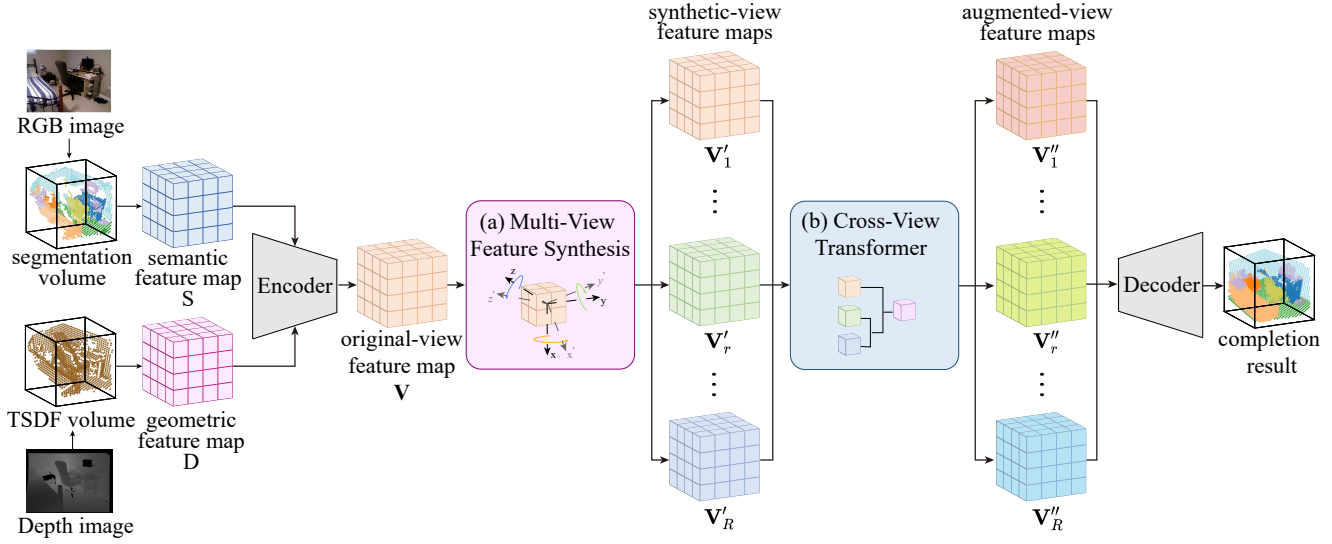 synthetic-view
feature maps
augmented-view
feature maps
RGB image
segmentation
volume
semantic
feature map
S
TSDF volume
geometric
feature map
D
Depth image
Encoder
original-view
feature map
V
(a) Multi-View
Feature Synthesis
z
z'
y'
y
x
x'
V'₁
V'ᵣ
V'_R
(b) Cross-View
Transformer
V''₁
V''ᵣ
V''_R
Decoder
completion
result